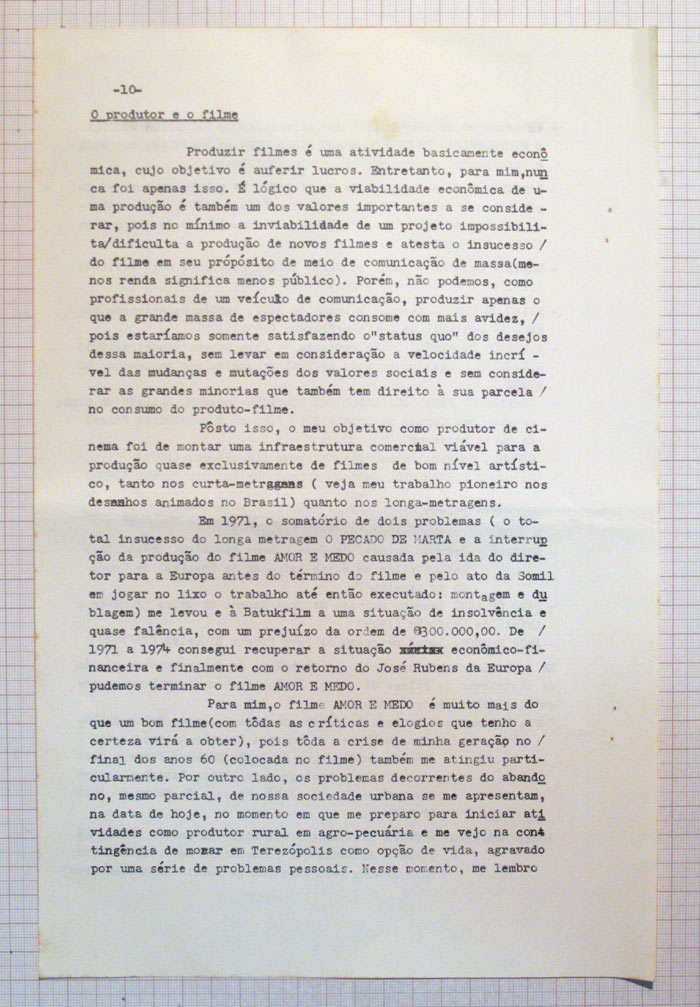 -10-
O produtor e o filme
Produzir filmes é uma atividade basicamente econô
mica, cujo objetivo é auferir lucros. Entretanto, para mim,nun
ca foi apenas isso. É lógico que a viabilidade econômica de u-
ma produção é também um dos valores importantes a se conside -
rar, pois no mínimo a inviabilidade de um projeto impossibili-
ta/dificulta a produção de novos filmes e atesta o insucesso /
do filme em seu própósito de meio de comunicação de massa(me-
nos renda significa menos público). Porém, não podemos, como
profissionais de um veículo de comunicação, produzir apenas o
que a grande massa de espectadores consome com mais avidez, /
pois estaríamos somente satisfazendo o"status quo" dos desejos
dessa maioria, sem levar em consideração a velocidade incrí -
vel das mudanças e mutações dos valores sociais e sem conside-
rar as grandes minorias que também tem direito à sua parcela /
no consumo do produto-filme.
Pôsto isso, o meu objetivo como produtor de ci-
nema foi de montar uma infraestrutura comercial viável para a
produção quase exclusivamente de filmes de bom nível artísti-
co, tanto nos curta-metragens ( veja meu trabalho pioneiro nos
desenhos animados no Brasil) quanto nos longa-metragens.
Em 1971, o somatório de dois problemas ( o to-
tal insucesso do longa metragem O PECADO DE MARTA e a interrup
ção da produção do filme AMOR E MEDO causada pela ida do dire-
tor para a Europa antes do término do filme e pelo ato da Somil
em jogar no lixo o trabalho até então executado: montagem e du
blagem) me levou e à Batukfilm a uma situação de insolvência e
quase falência, com um prejuízo da ordem de 300.000,00. De /
1971 a 1974 consegui recuperar a situação econômico-fi-
nanceira e finalmente com o retorno do José Rubens da Europa /
pudemos terminar o filme AMOR E MEDO.
Para mim,o filme AMOR E MEDO é muito mais do
que um bom filme(com tôdas as críticas e elogios que tenho a
certeza virá a obter), pois tôda a crise de minha geração no /
final dos anos 60 (colocada no filme) também me atingiu parti-
cularmente. Por outro lado, os problemas decorrentes do abando
no, mesmo parcial, de nossa sociedade urbana se me apresentam,
na data de hoje, no momento em que me preparo para iniciar ati
vidades como produtor rural em agro-pecuária e me vejo na con
tingência de morar em Terezópolis como opção de vida, agravado
por uma série de problemas pessoais. Nesse momento, me lembro